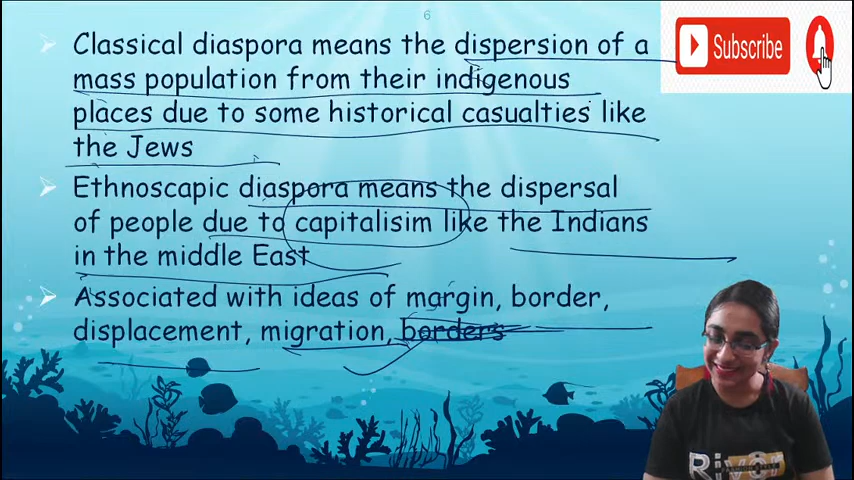 6
Classical diaspora means the dispersion of a
mass population from their indigenous
places due to some historical casualties like
the Jews
Ethnoscapic diaspora means the dispersal
of people due to capitalisim like the Indians
in the middle East
Associated with ideas of margin, border,
displacement, migration, borders
Subscribe
River